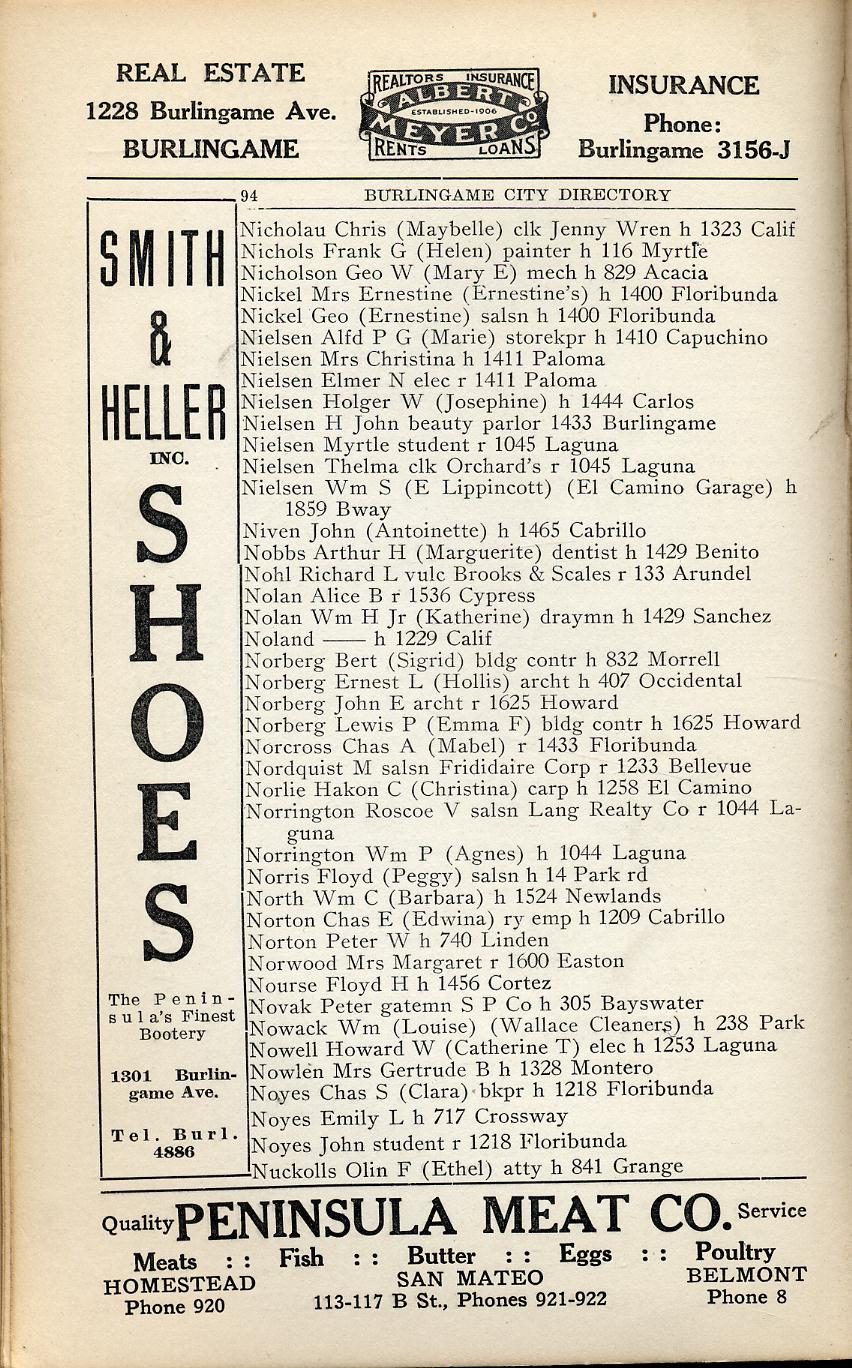 REAL ESTATE
1228 Burlingame Ave.
BURLINGAME
REALTORS INSURANCE
ALBERT
ESTABLISHED-1906
MEYER Co
RENTS LOANS
INSURANCE
Phone:
Burlingame 3156-J
94 BURLINGAME CITY DIRECTORY
SMITH
&
HELLER
INC.
S
H
O
E
S
The Penin-
sula's Finest
Bootery
1301 Burlin-
game Ave.
Tel. Burl.
4886
Nicholau Chris (Maybelle) clk Jenny Wren h 1323 Calif
Nichols Frank G (Helen) painter h 116 Myrtle
Nicholson Geo W (Mary E) mech h 829 Acacia
Nickel Mrs Ernestine (Ernestine's) h 1400 Floribunda
Nickel Geo (Ernestine) salsn h 1400 Floribunda
Nielsen Alfd P G (Marie) storekpr h 1410 Capuchino
Nielsen Mrs Christina h 1411 Paloma
Nielsen Elmer N elec r 1411 Paloma
Nielsen Holger W (Josephine) h 1444 Carlos
Nielsen H John beauty parlor 1433 Burlingame
Nielsen Myrtle student r 1045 Laguna
Nielsen Thelma clk Orchard's r 1045 Laguna
Nielsen Wm S (E Lippincott) (El Camino Garage) h
1859 Bway
Niven John (Antoinette) h 1465 Cabrillo
Nobbs Arthur H (Marguerite) dentist h 1429 Benito
Nohl Richard L vulc Brooks & Scales r 133 Arundel
Nolan Alice B r 1536 Cypress
Nolan Wm H Jr (Katherine) draymn h 1429 Sanchez
Noland —— h 1229 Calif
Norberg Bert (Sigrid) bldg contr h 832 Morrell
Norberg Ernest L (Hollis) archt h 407 Occidental
Norberg John E archt r 1625 Howard
Norberg Lewis P (Emma F) bldg contr h 1625 Howard
Norcross Chas A (Mabel) r 1433 Floribunda
Nordquist M salsn Frididaire Corp r 1233 Bellevue
Norlie Hakon C (Christina) carp h 1258 El Camino
Norrington Roscoe V salsn Lang Realty Co r 1044 La-
guna
Norrington Wm P (Agnes) h 1044 Laguna
Norris Floyd (Peggy) salsn h 14 Park rd
North Wm C (Barbara) h 1524 Newlands
Norton Chas E (Edwina) ry emp h 1209 Cabrillo
Norton Peter W h 740 Linden
Norwood Mrs Margaret r 1600 Easton
Nourse Floyd H h 1456 Cortez
Novak Peter gatemn S P Co h 305 Bayswater
Nowack Wm (Louise) (Wallace Cleaners) h 238 Park
Nowell Howard W (Catherine T) elec h 1253 Laguna
Nowlen Mrs Gertrude B h 1328 Montero
Noyes Chas S (Clara) bkpr h 1218 Floribunda
Noyes Emily L h 717 Crossway
Noyes John student r 1218 Floribunda
Nuckolls Olin F (Ethel) atty h 841 Grange
Quality PENINSULA MEAT CO. Service
Meats :: Fish :: Butter :: Eggs :: Poultry
HOMESTEAD
Phone 920
SAN MATEO
113-117 B St., Phones 921-922
BELMONT
Phone 8